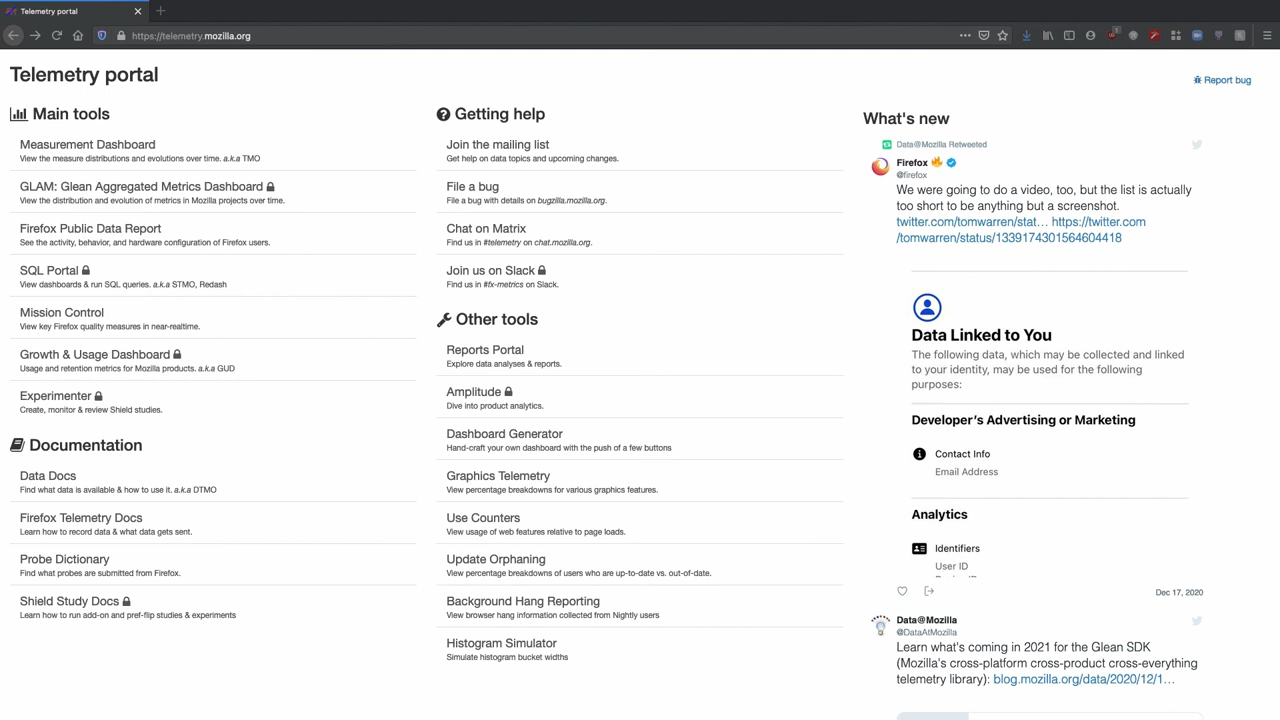 Telemetry portal
https://telemetry.mozilla.org
Telemetry portal
Report bug
Main tools
Measurement Dashboard
View the measure distributions and evolutions over time. a.k.a TMO
GLAM: Glean Aggregated Metrics Dashboard
View the distribution and evolution of metrics in Mozilla projects over time.
Firefox Public Data Report
See the activity, behavior, and hardware configuration of Firefox users.
SQL Portal
View dashboards & run SQL queries. a.k.a STMO, Redash
Mission Control
View key Firefox quality measures in near-realtime.
Growth & Usage Dashboard
Usage and retention metrics for Mozilla products. a.k.a GUD
Experimenter
Create, monitor & review Shield studies.
Documentation
Data Docs
Find what data is available & how to use it. a.k.a DTMO
Firefox Telemetry Docs
Learn how to record data & what data gets sent.
Probe Dictionary
Find what probes are submitted from Firefox.
Shield Study Docs
Learn how to run add-on and pref-flip studies & experiments
Getting help
Join the mailing list
Get help on data topics and upcoming changes.
File a bug
File a bug with details on bugzilla.mozilla.org.
Chat on Matrix
Find us in #telemetry on chat.mozilla.org.
Join us on Slack
Find us in #fx-metrics on Slack.
Other tools
Reports Portal
Explore data analyses & reports.
Amplitude
Dive into product analytics.
Dashboard Generator
Hand-craft your own dashboard with the push of a few buttons
Graphics Telemetry
View percentage breakdowns for various graphics features.
Use Counters
View usage of web features relative to page loads.
Update Orphaning
View percentage breakdowns of users who are up-to-date vs. out-of-date.
Background Hang Reporting
View browser hang information collected from Nightly users
Histogram Simulator
Simulate histogram bucket widths
What's new
Data@Mozilla Retweeted
Firefox
@firefox
We were going to do a video, too, but the list is actually
too short to be anything but a screenshot.
twitter.com/tomwarren/stat… https://twitter.com
/tomwarren/status/1339174301564604418
Data Linked to You
The following data, which may be collected and linked
to your identity, may be used for the following
purposes:
Developer's Advertising or Marketing
Contact Info
Email Address
Analytics
Identifiers
User ID
Dec 17, 2020
Data@Mozilla
@DataAtMozilla
Learn what's coming in 2021 for the Glean SDK
(Mozilla's cross-platform cross-product cross-everything
telemetry library): blog.mozilla.org/data/2020/12/1…